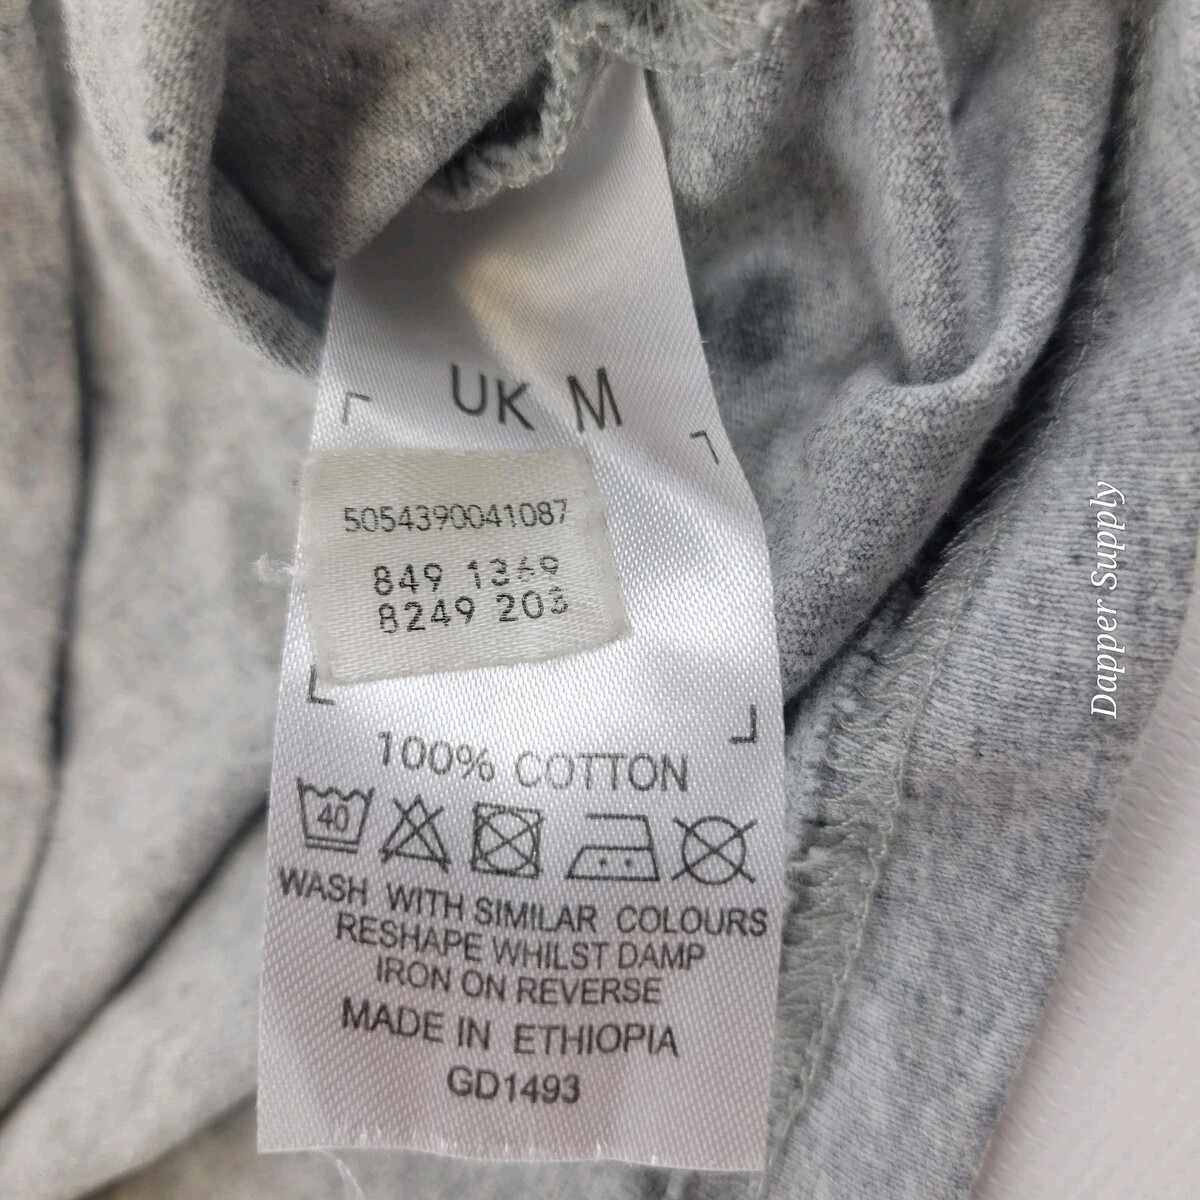 UK M
5054390041087
849 1369
8249 203
100% COTTON
40
WASH WITH SIMILAR COLOURS
RESHAPE WHILST DAMP
IRON ON REVERSE
MADE IN ETHIOPIA
GD1493
Dapper Supply